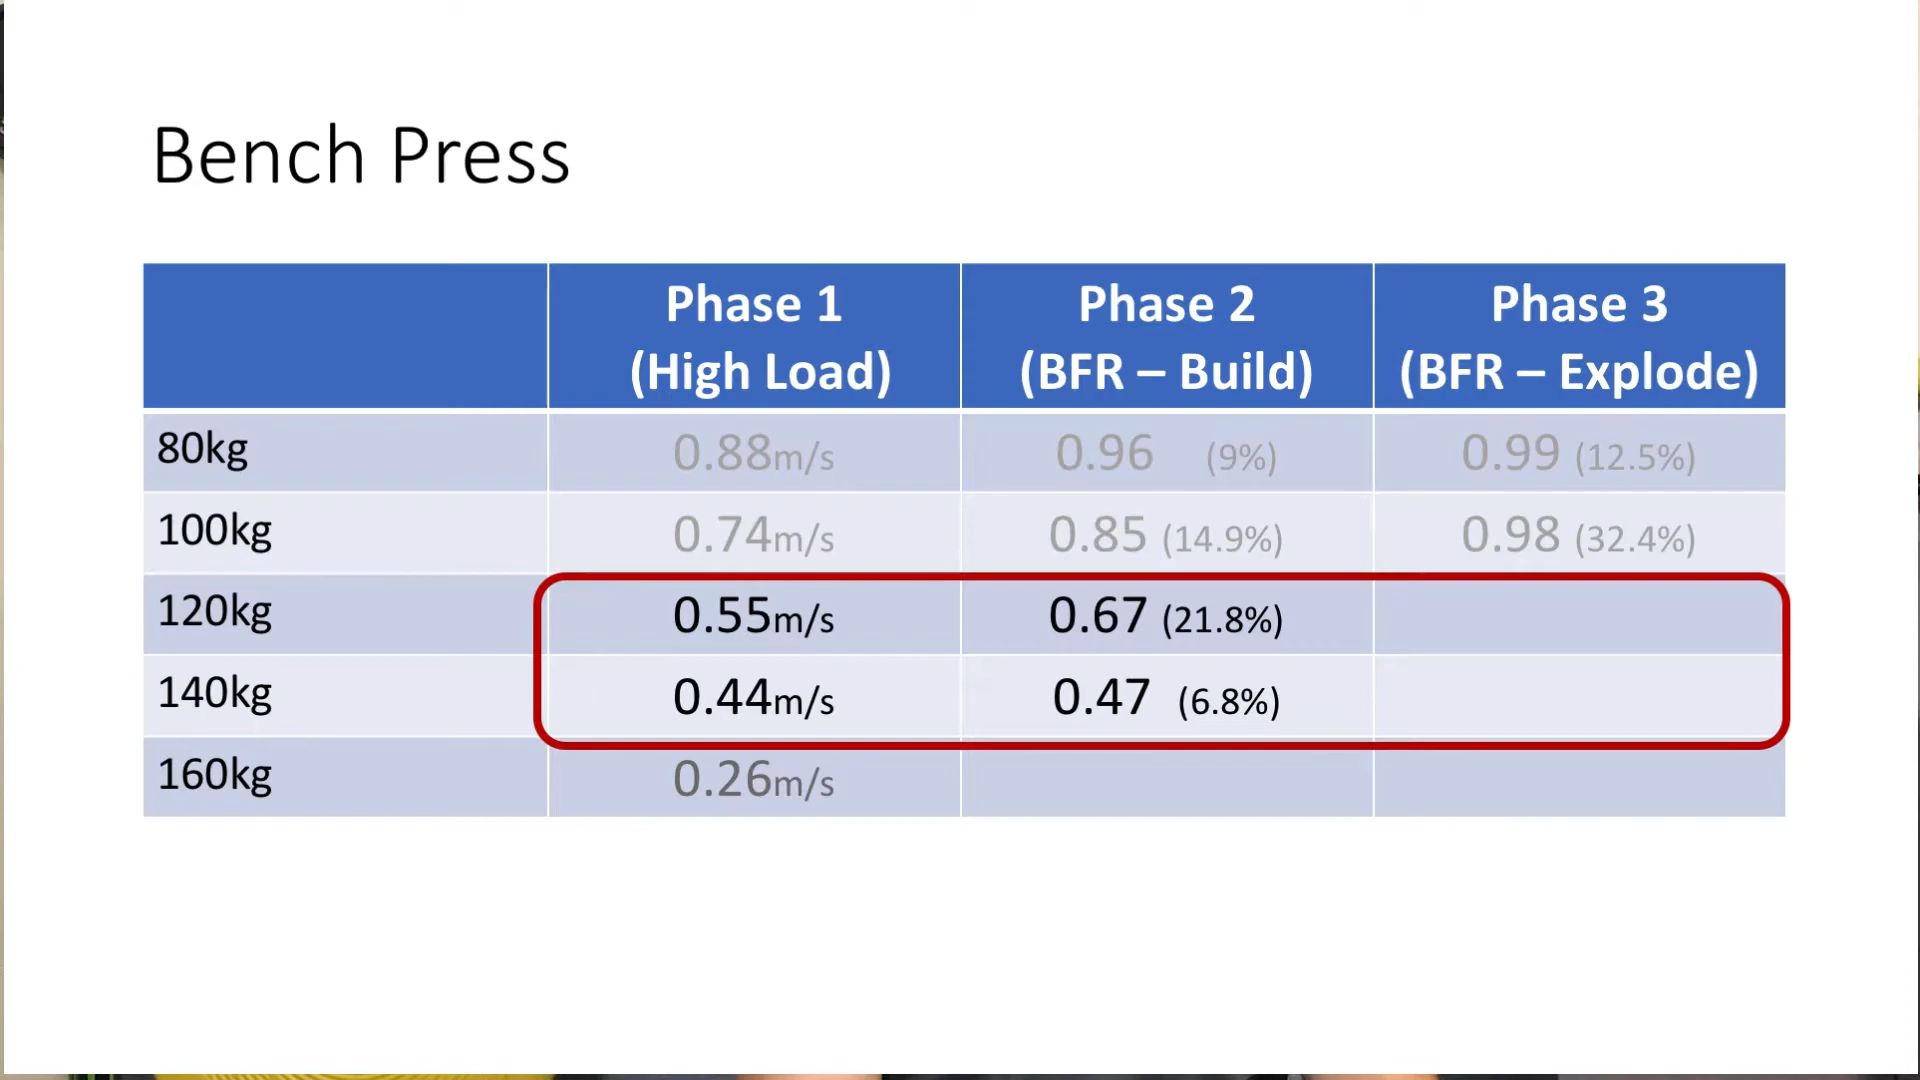 Bench Press
Phase 1 Phase 2 Phase 3
(High Load) (BFR – Build) (BFR – Explode)
80kg 0.88m/s 0.96 (9%) 0.99 (12.5%)
100kg 0.74m/s 0.85 (14.9%) 0.98 (32.4%)
120kg 0.55m/s 0.67 (21.8%)
140kg 0.44m/s 0.47 (6.8%)
160kg 0.26m/s